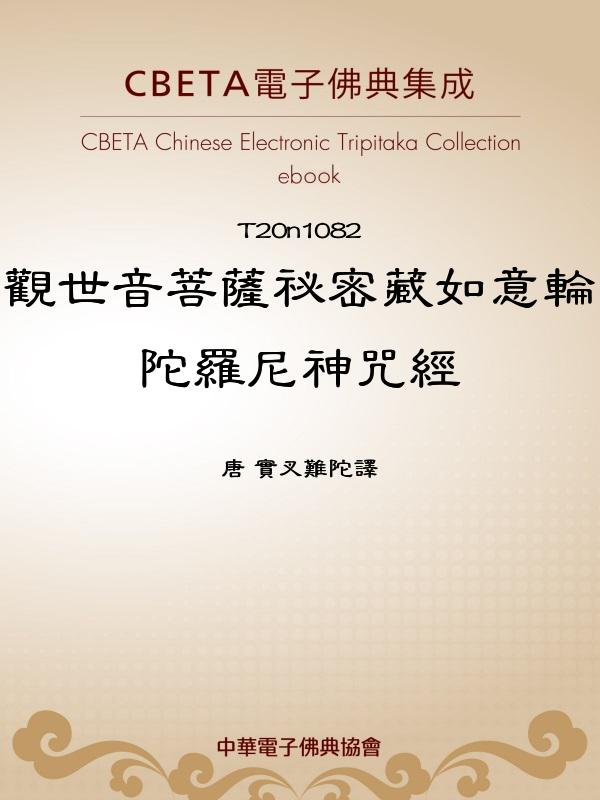 CBETA電子佛典集成
CBETA Chinese Electronic Tripitaka Collection
ebook
T20n1082
觀世音菩薩祕密藏如意輪
陀羅尼神咒經
唐 實叉難陀譯
中華電子佛典協會